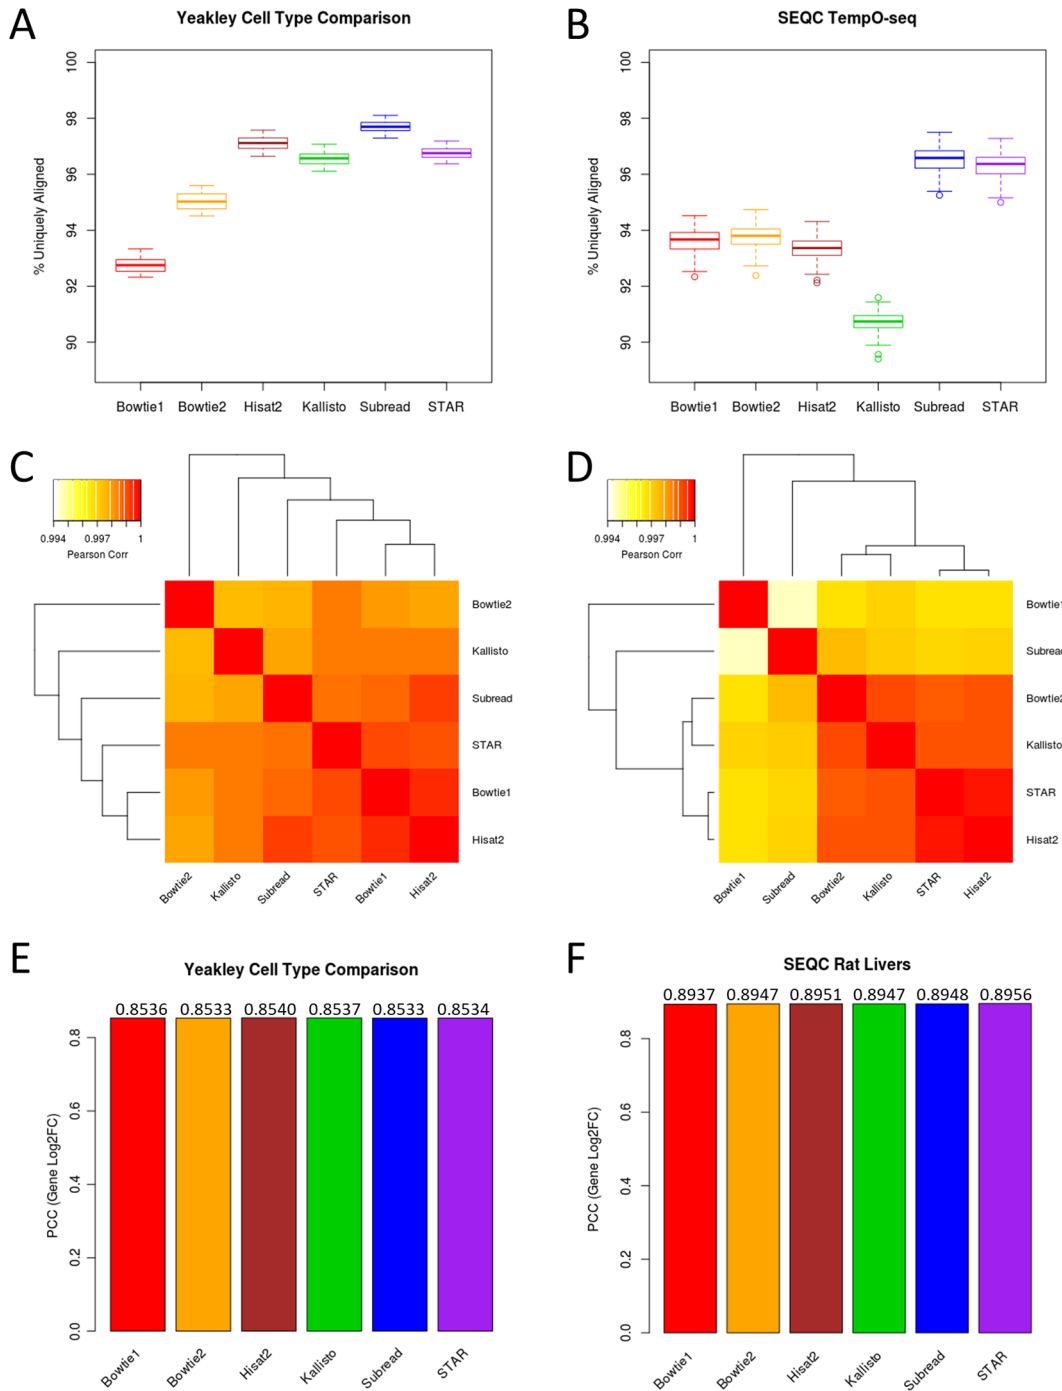 A
Yeakley Cell Type Comparison
% Uniquely Aligned
100
98
96
94
92
90
Bowtie1 Bowtie2 Hisat2 Kallisto Subread STAR
B
SEQC TempO-seq
% Uniquely Aligned
100
98
96
94
92
90
Bowtie1 Bowtie2 Hisat2 Kallisto Subread STAR
C
0.994 0.997 1
Pearson Corr
Bowtie2
Kallisto
Subread
STAR
Bowtie1
Hisat2
Bowtie2 Kallisto Subread STAR Bowtie1 Hisat2
D
0.994 0.997 1
Pearson Corr
Bowtie1
Subread
Bowtie2
Kallisto
STAR
Hisat2
Bowtie1 Subread Bowtie2 Kallisto STAR Hisat2
E
Yeakley Cell Type Comparison
0.8536 0.8533 0.8540 0.8537 0.8533 0.8534
PCC (Gene Log2FC)
0.8
0.6
0.4
0.2
0.0
Bowtie1 Bowtie2 Hisat2 Kallisto Subread STAR
F
SEQC Rat Livers
0.8937 0.8947 0.8951 0.8947 0.8948 0.8956
PCC (Gene Log2FC)
0.8
0.6
0.4
0.2
0.0
Bowtie1 Bowtie2 Hisat2 Kallisto Subread STAR